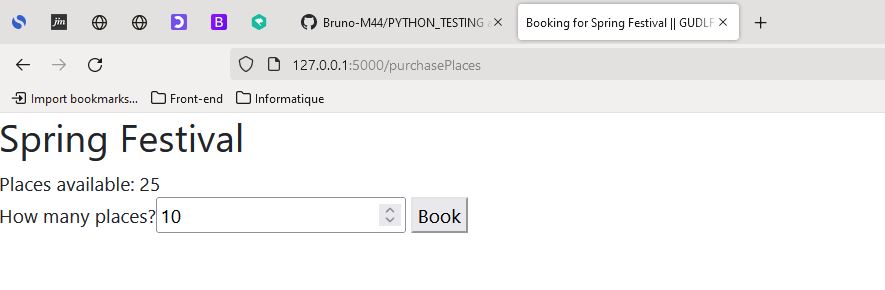 jm
Bruno-M44/PYTHON_TESTING
Booking for Spring Festival || GUDLF
127.0.0.1:5000/purchasePlaces
Import bookmarks...
Front-end
Informatique
Spring Festival
Places available: 25
How many places? 10 Book